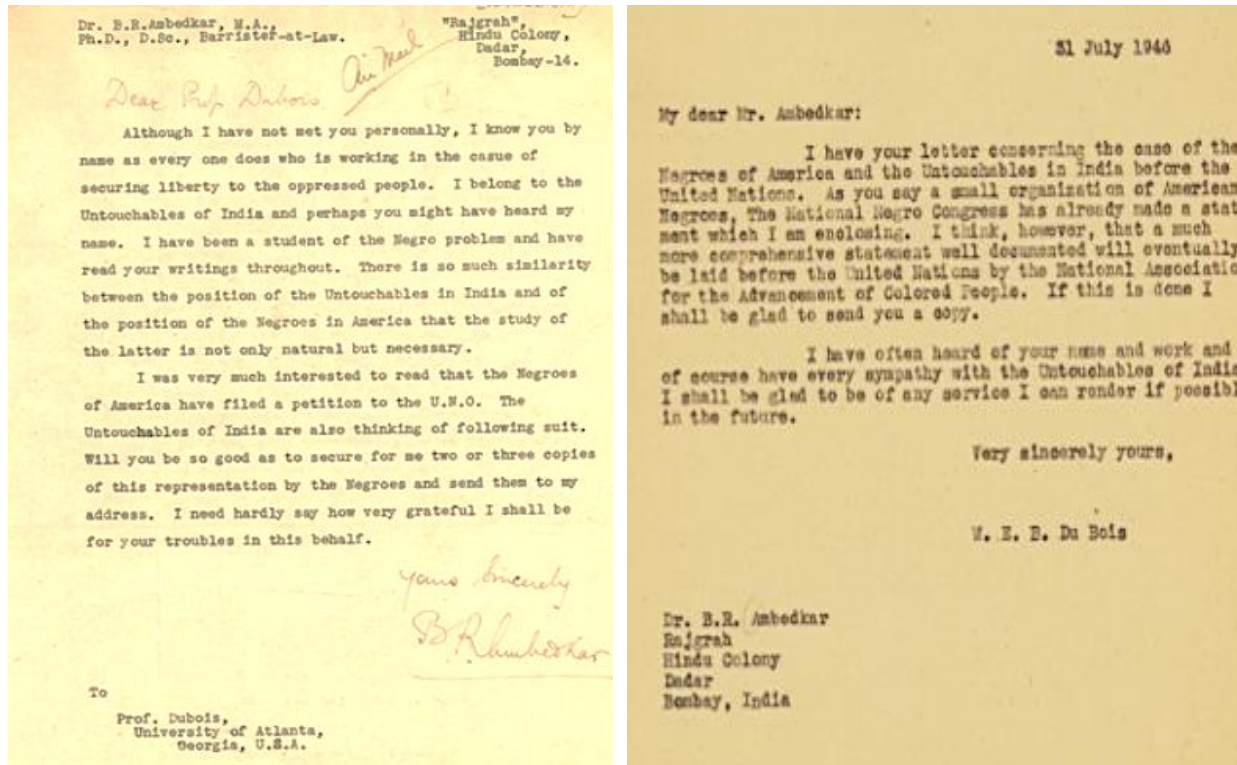 Dr. B.R.Ambedkar, M.A.,
Ph.D., D.Sc., Barrister-at-Law.
"Rajgrah",
Hindu Colony,
Dadar,
Bombay-14.
Air Mail
Dear Prof. Dubois
Although I have not met you personally, I know you by
name as every one does who is working in the casue of
securing liberty to the oppressed people. I belong to the
Untouchables of India and perhaps you might have heard my
name. I have been a student of the Negro problem and have
read your writings throughout. There is so much similarity
between the position of the Untouchables in India and of
the position of the Negroes in America that the study of
the latter is not only natural but necessary.
I was very much interested to read that the Negroes
of America have filed a petition to the U.N.O. The
Untouchables of India are also thinking of following suit.
Will you be so good as to secure for me two or three copies
of this representation by the Negroes and send them to my
address. I need hardly say how very grateful I shall be
for your troubles in this behalf.
Yours Sincerely
B R Ambedkar
To
Prof. Dubois,
University of Atlanta,
Georgia, U.S.A.
31 July 1946
My dear Mr. Ambedkar:
I have your letter concerning the case of the
Negroes of America and the Untouchables in India before the
United Nations. As you say a small organization of American
Negroes, The National Negro Congress has already made a stat
ment which I am enclosing. I think, however, that a much
more comprehensive statement well documented will eventually
be laid before the United Nations by the National Associatio
for the Advancement of Colored People. If this is done I
shall be glad to send you a copy.
I have often heard of your name and work and
of course have every sympathy with the Untouchables of India
I shall be glad to be of any service I can render if possibl
in the future.
Very sincerely yours,
W. E. B. Du Bois
Dr. B.R. Ambedkar
Rajgrah
Hindu Colony
Dadar
Bombay, India